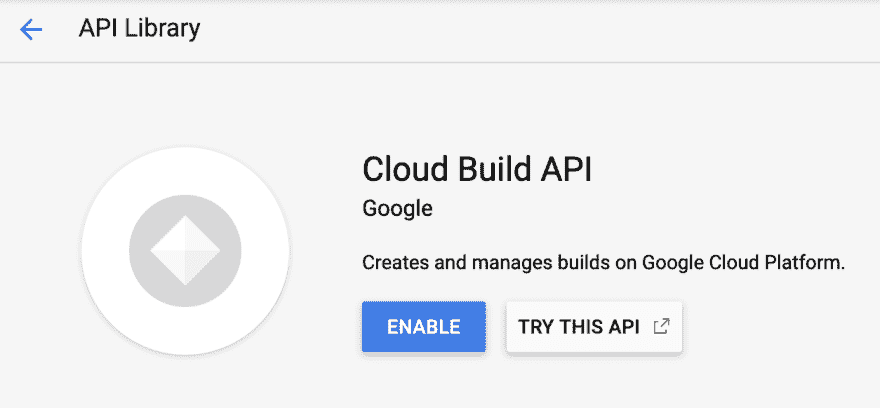 API Library
Cloud Build API
Google
Creates and manages builds on Google Cloud Platform.
ENABLE
TRY THIS API